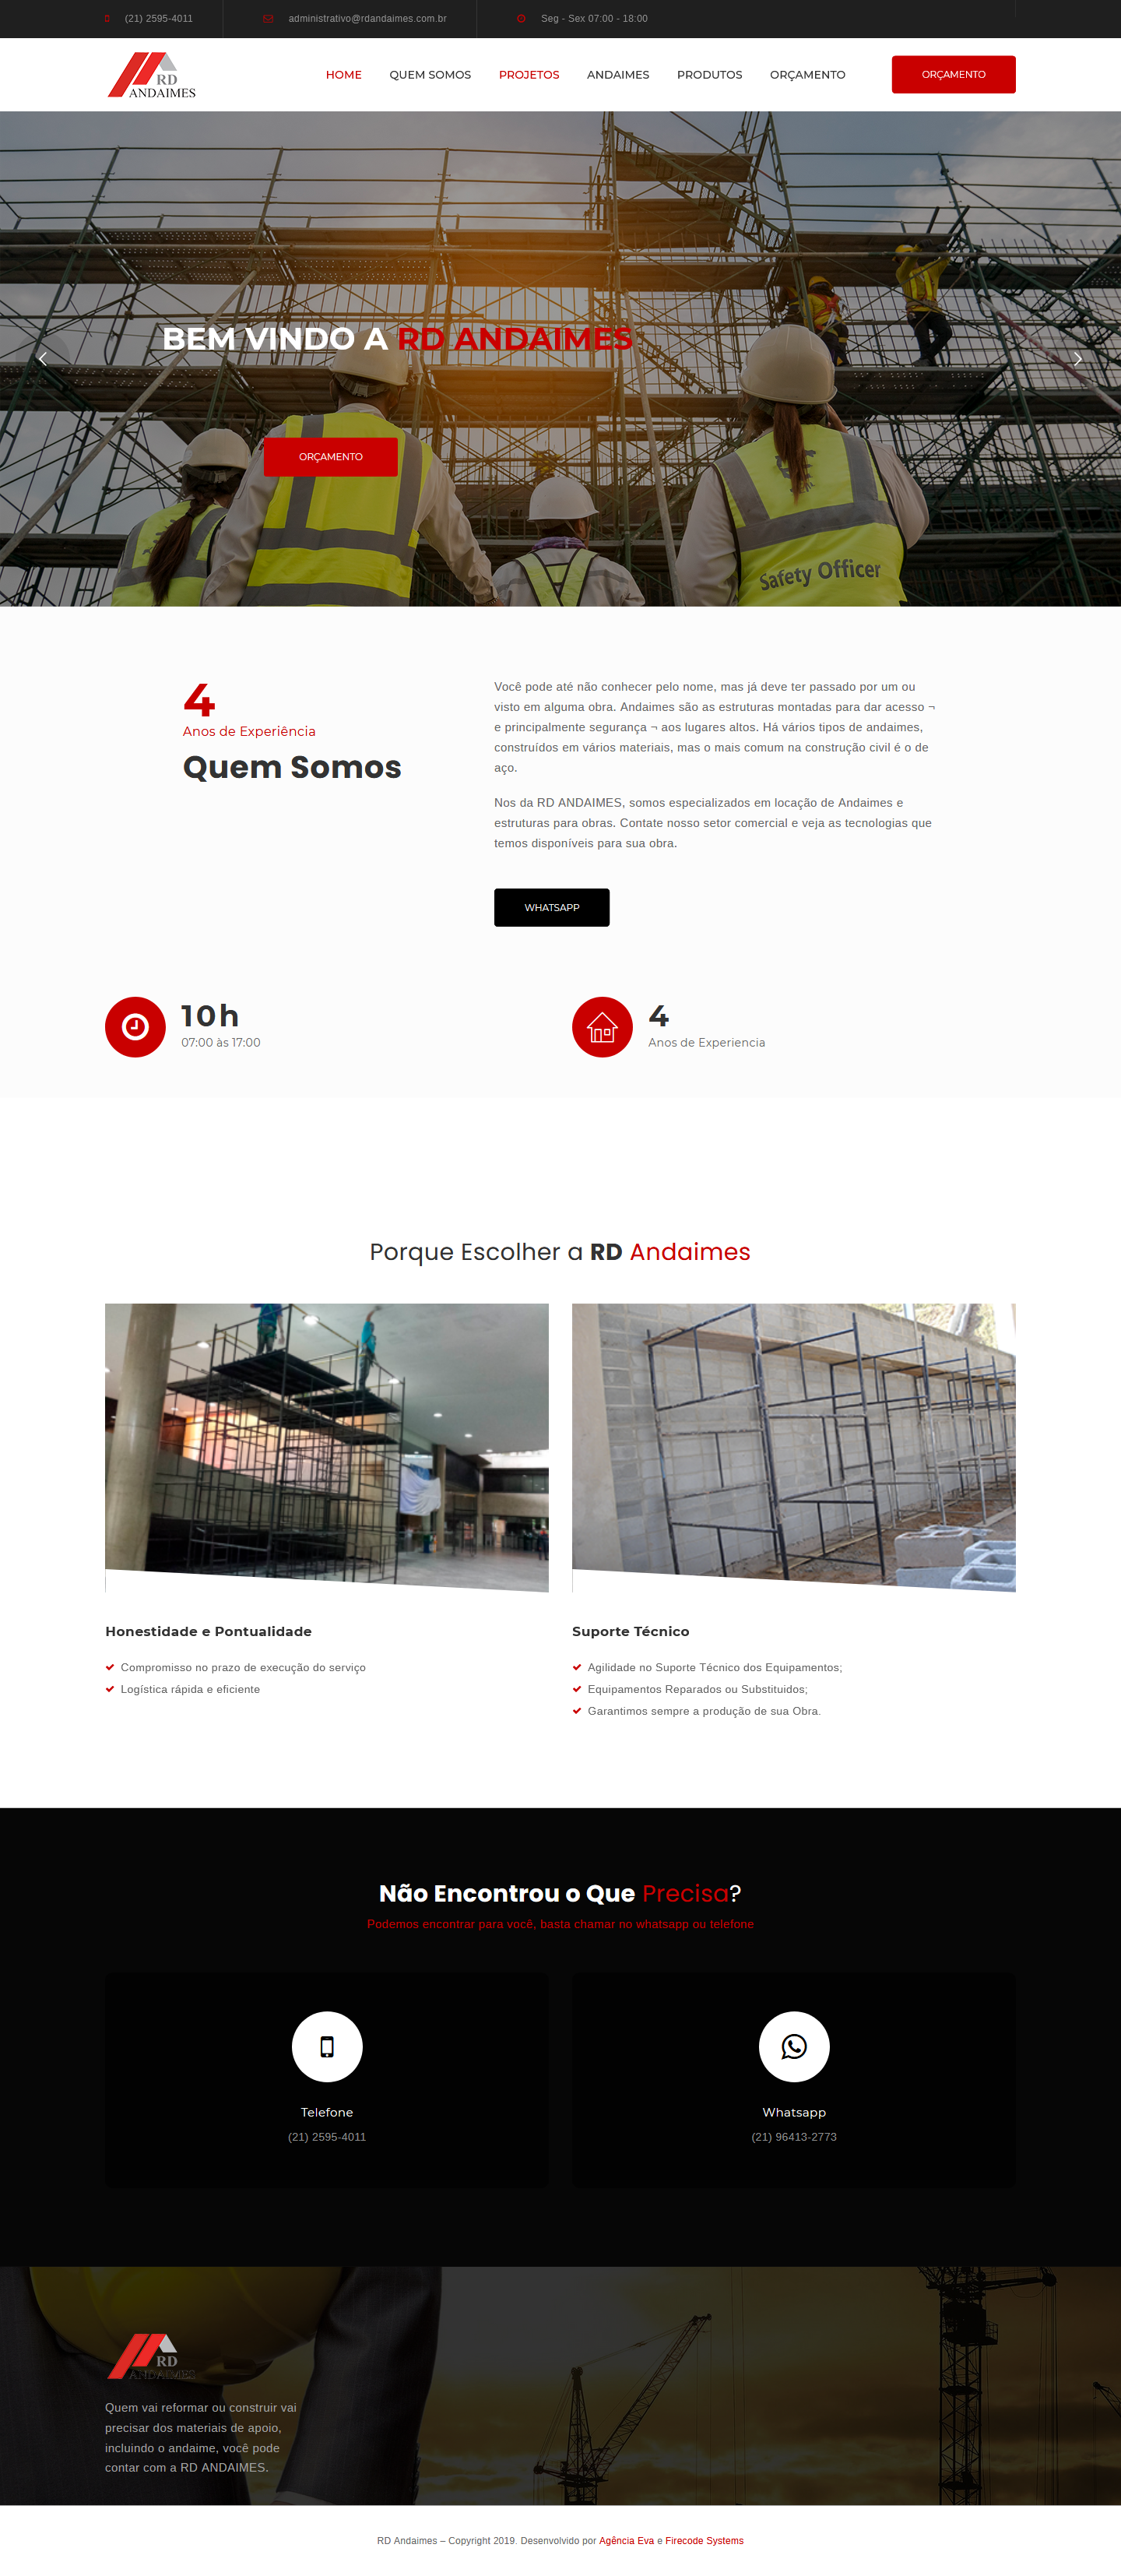 (21) 2595-4011
administrativo@rdandaimes.com.br
Seg - Sex 07:00 - 18:00
RD
ANDAIMES
HOME
QUEM SOMOS
PROJETOS
ANDAIMES
PRODUTOS
ORÇAMENTO
ORÇAMENTO
BEM VINDO A RD ANDAIMES
ORÇAMENTO
Safety Officer
4
Anos de Experiência
Quem Somos
Você pode até não conhecer pelo nome, mas já deve ter passado por um ou
visto em alguma obra. Andaimes são as estruturas montadas para dar acesso ¬
e principalmente segurança ¬ aos lugares altos. Há vários tipos de andaimes,
construídos em vários materiais, mas o mais comum na construção civil é o de
aço.
Nos da RD ANDAIMES, somos especializados em locação de Andaimes e
estruturas para obras. Contate nosso setor comercial e veja as tecnologias que
temos disponíveis para sua obra.
WHATSAPP
10h
07:00 às 17:00
4
Anos de Experiencia
Porque Escolher a RD Andaimes
Honestidade e Pontualidade
Compromisso no prazo de execução do serviço
Logística rápida e eficiente
Suporte Técnico
Agilidade no Suporte Técnico dos Equipamentos;
Equipamentos Reparados ou Substituidos;
Garantimos sempre a produção de sua Obra.
Não Encontrou o Que Precisa?
Podemos encontrar para você, basta chamar no whatsapp ou telefone
Telefone
(21) 2595-4011
Whatsapp
(21) 96413-2773
RD
ANDAIMES
Quem vai reformar ou construir vai
precisar dos materiais de apoio,
incluindo o andaime, você pode
contar com a RD ANDAIMES.
RD Andaimes – Copyright 2019. Desenvolvido por Agência Eva e Firecode Systems